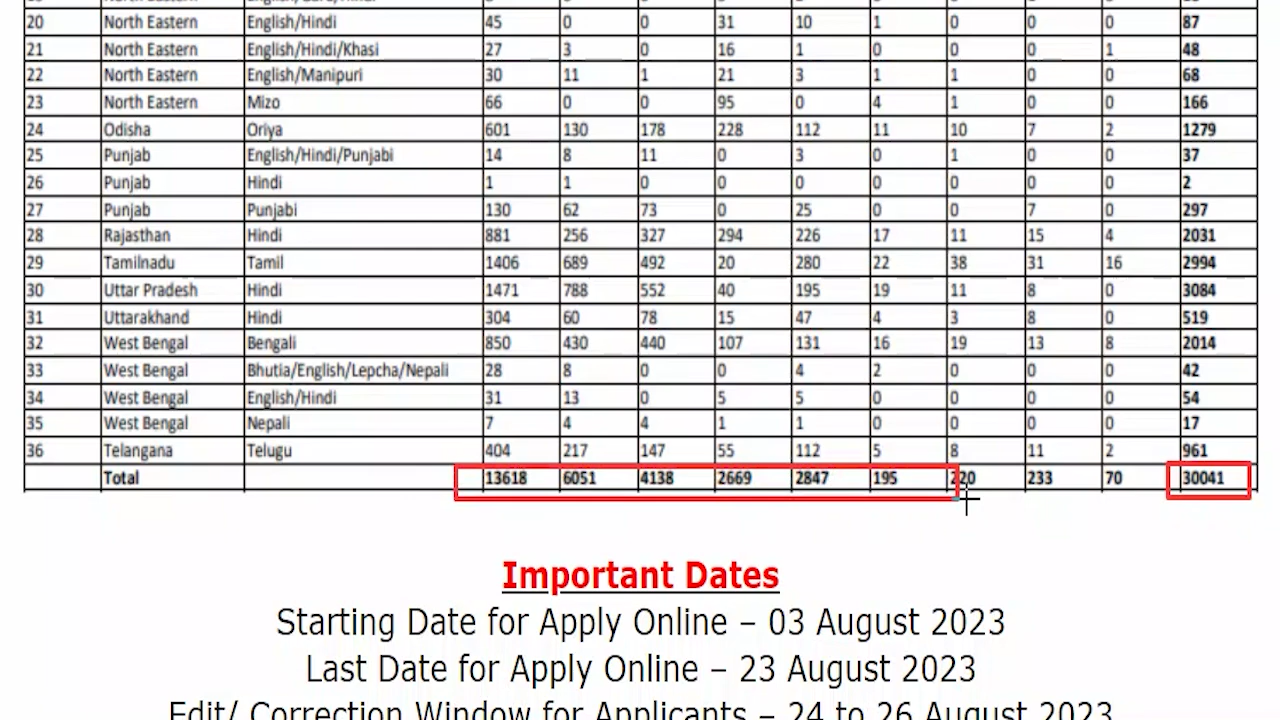 20 North Eastern English/Hindi 45 0 0 31 10 1 0 0 0 87
21 North Eastern English/Hindi/Khasi 27 3 0 16 1 0 0 0 1 48
22 North Eastern English/Manipuri 30 11 1 21 3 1 1 0 0 68
23 North Eastern Mizo 66 0 0 95 0 4 1 0 0 166
24 Odisha Oriya 601 130 178 228 112 11 10 7 2 1279
25 Punjab English/Hindi/Punjabi 14 8 11 0 3 0 1 0 0 37
26 Punjab Hindi 1 1 0 0 0 0 0 0 0 2
27 Punjab Punjabi 130 62 73 0 25 0 0 7 0 297
28 Rajasthan Hindi 881 256 327 294 226 17 11 15 4 2031
29 Tamilnadu Tamil 1406 689 492 20 280 22 38 31 16 2994
30 Uttar Pradesh Hindi 1471 788 552 40 195 19 11 8 0 3084
31 Uttarakhand Hindi 304 60 78 15 47 4 3 8 0 519
32 West Bengal Bengali 850 430 440 107 131 16 19 13 8 2014
33 West Bengal Bhutia/English/Lepcha/Nepali 28 8 0 0 4 2 0 0 0 42
34 West Bengal English/Hindi 31 13 0 5 5 0 0 0 0 54
35 West Bengal Nepali 7 4 4 1 1 0 0 0 0 17
36 Telangana Telugu 404 217 147 55 112 5 8 11 2 961
Total 13618 6051 4138 2669 2847 195 220 233 70 30041
Important Dates
Starting Date for Apply Online – 03 August 2023
Last Date for Apply Online – 23 August 2023
Edit/ Correction Window for Applicants – 24 to 26 August 2023